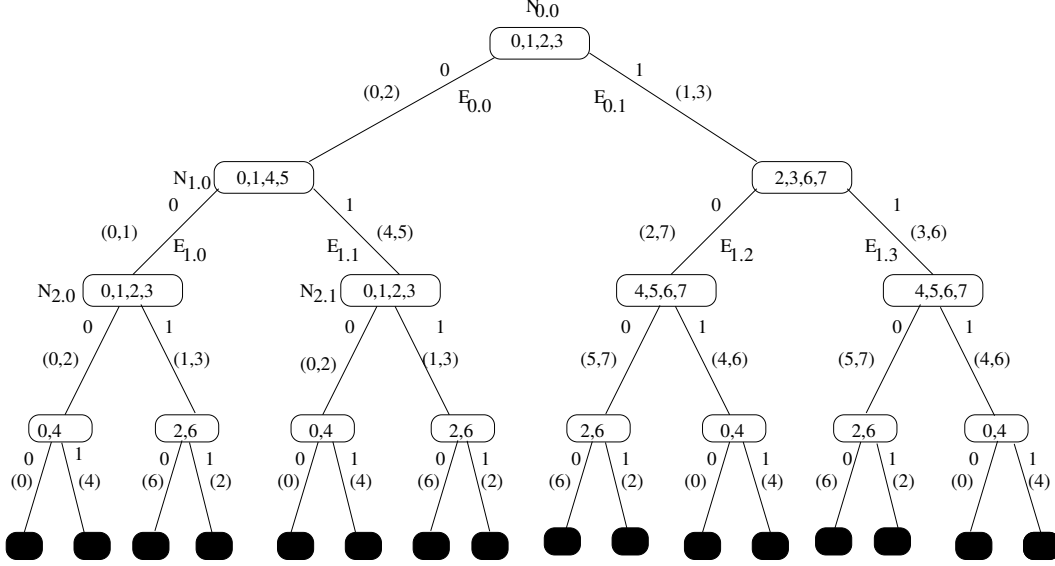 N0.0
0,1,2,3
0 1
(0,2) E0.0 E0.1 (1,3)
N1.0 0,1,4,5 2,3,6,7
0 1 0 1
(0,1) (4,5) (2,7) (3,6)
E1.0 E1.1 E1.2 E1.3
N2.0 0,1,2,3 N2.1 0,1,2,3 4,5,6,7 4,5,6,7
0 1 0 1 0 1 0 1
(0,2) (1,3) (0,2) (1,3) (5,7) (4,6) (5,7) (4,6)
0,4 2,6 0,4 2,6 2,6 0,4 2,6 0,4
0 1 0 1 0 1 0 1 0 1 0 1 0 1 0 1
(0) (4) (6) (2) (0) (4) (6) (2) (6) (2) (0) (4) (6) (2) (0) (4)